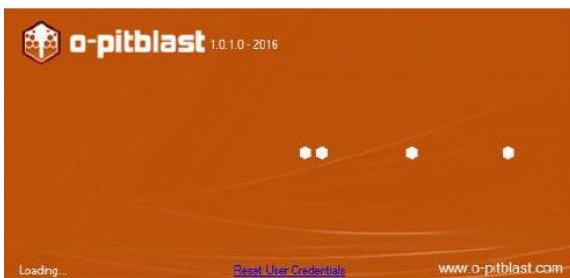 o-pitblast 1.0.1.0 - 2016
Loading...
Reset User Credentials
www.o-pitblast.com